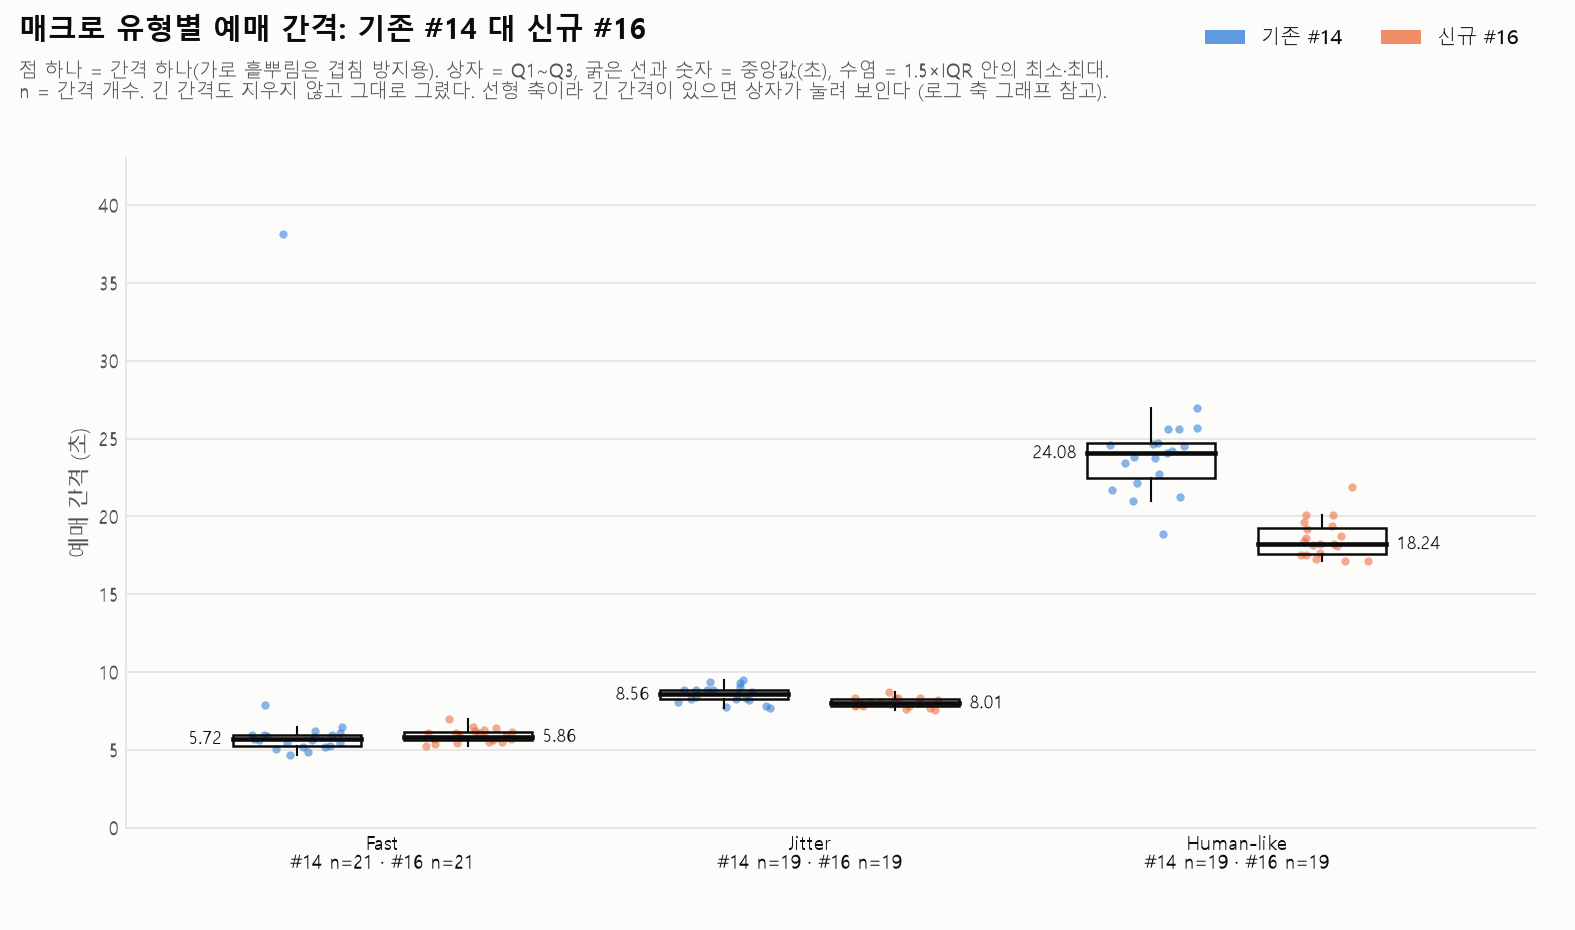 매크로 유형별 예매 간격: 기존 #14 대 신규 #16
기존 #14
신규 #16
점 하나 = 간격 하나(가로 흩뿌림은 겹침 방지용). 상자 = Q1~Q3, 굵은 선과 숫자 = 중앙값(초), 수염 = 1.5×IQR 안의 최소·최대.
n = 간격 개수. 긴 간격도 지우지 않고 그대로 그렸다. 선형 축이라 긴 간격이 있으면 상자가 눌려 보인다 (로그 축 그래프 참고).
예매 간격 (초)
40
35
30
25
20
15
10
5
0
5.72
5.86
8.56
8.01
24.08
18.24
Fast
#14 n=21 · #16 n=21
Jitter
#14 n=19 · #16 n=19
Human-like
#14 n=19 · #16 n=19